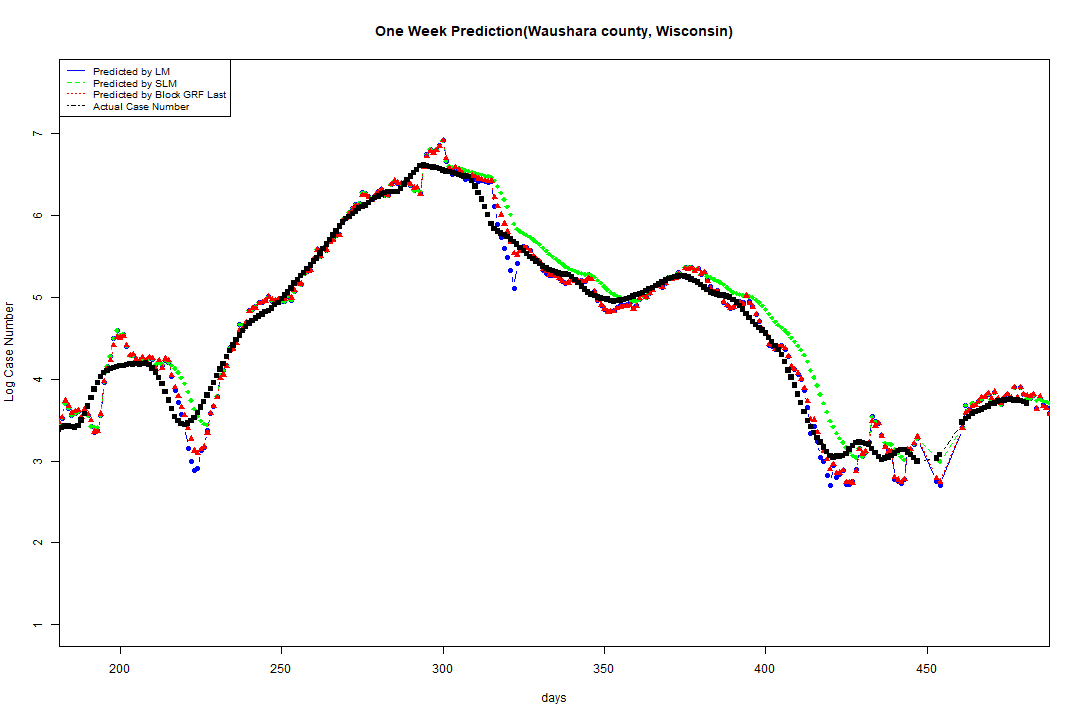 One Week Prediction(Waushara county, Wisconsin)
Predicted by LM
Predicted by SLM
Predicted by Block GRF Last
Actual Case Number
7
6
5
4
3
2
1
Log Case Number
200 250 300 350 400 450
days